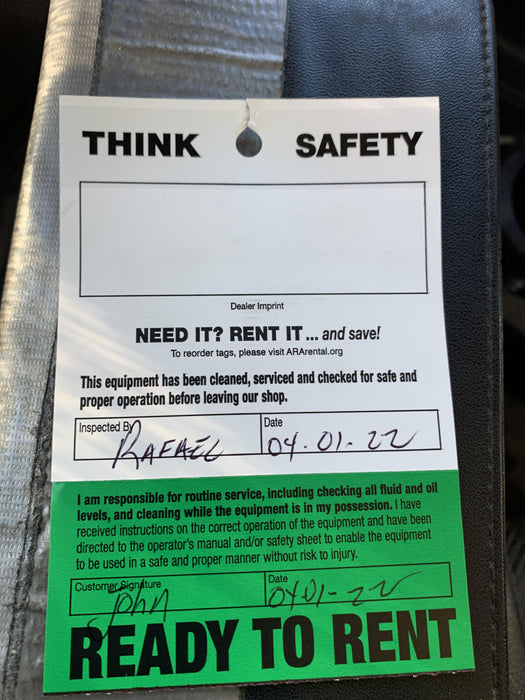 THINK SAFETY
Dealer Imprint
NEED IT? RENT IT ... and save!
To reorder tags, please visit ARArental.org
This equipment has been cleaned, serviced and checked for safe and
proper operation before leaving our shop.
Inspected By Date
RAFAEL 04.01.22
I am responsible for routine service, including checking all fluid and oil
levels, and cleaning while the equipment is in my possession. I have
received instructions on the correct operation of the equipment and have been
directed to the operator's manual and/or safety sheet to enable the equipment
to be used in a safe and proper manner without risk to injury.
Customer Signature Date
John 04 01-22
READY TO RENT